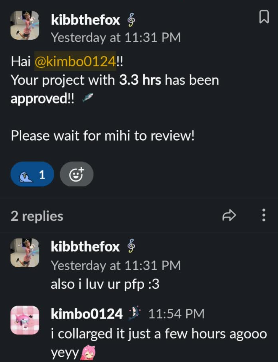 kibbthefox
Yesterday at 11:31 PM
Hai @kimbo0124!!
Your project with 3.3 hrs has been
approved!!
Please wait for mihi to review!
1
2 replies
kibbthefox
Yesterday at 11:31 PM
also i luv ur pfp :3
kimbo0124 11:54 PM
i collarged it just a few hours agooo
yeyy